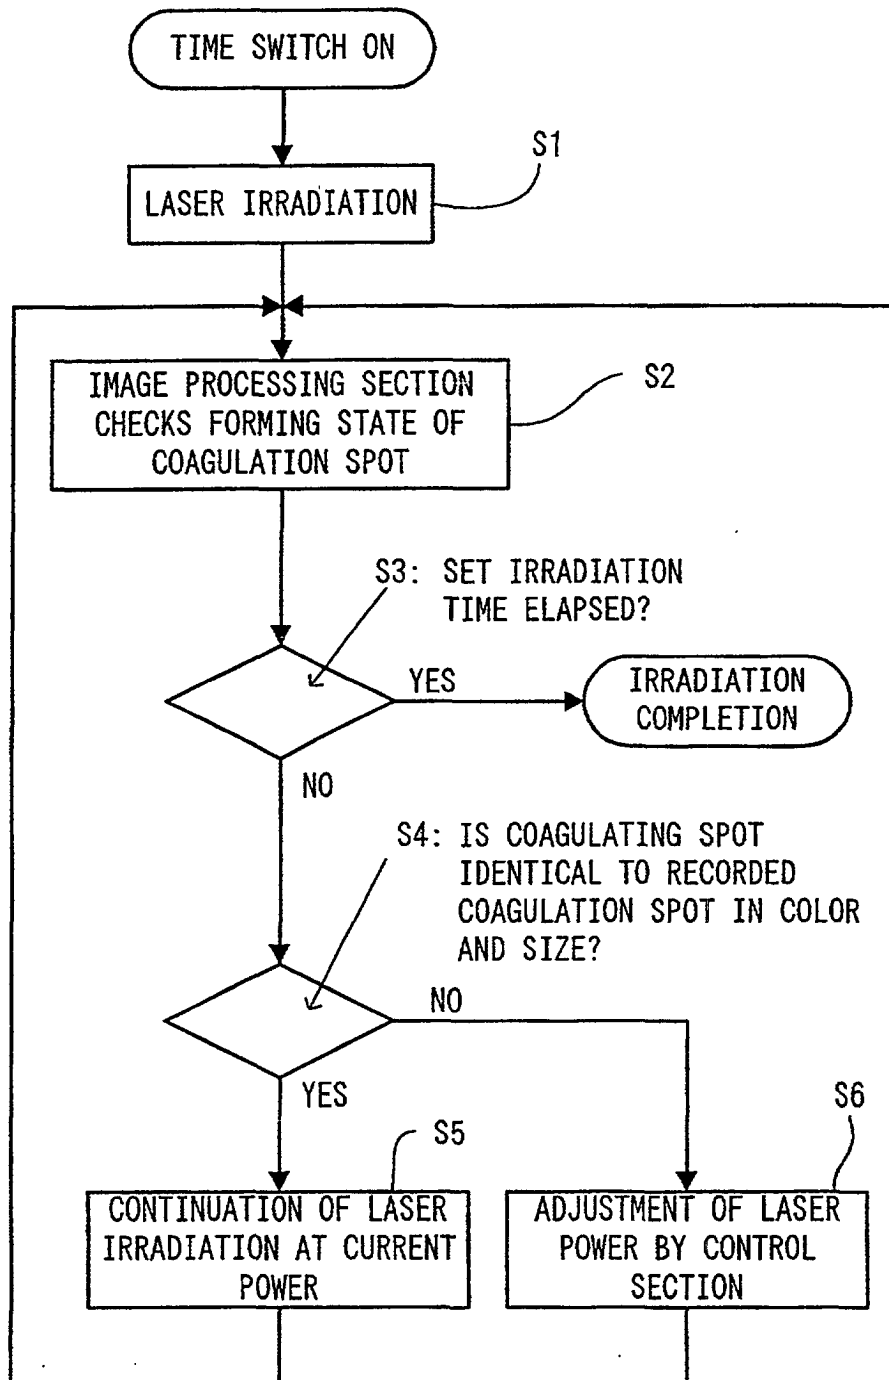 TIME SWITCH ON
S1
LASER IRRADIATION
IMAGE PROCESSING SECTION
CHECKS FORMING STATE OF
COAGULATION SPOT
S2
S3: SET IRRADIATION
TIME ELAPSED?
YES
IRRADIATION
COMPLETION
NO
S4: IS COAGULATING SPOT
IDENTICAL TO RECORDED
COAGULATION SPOT IN COLOR
AND SIZE?
NO
YES
S5
S6
CONTINUATION OF LASER
IRRADIATION AT CURRENT
POWER
ADJUSTMENT OF LASER
POWER BY CONTROL
SECTION